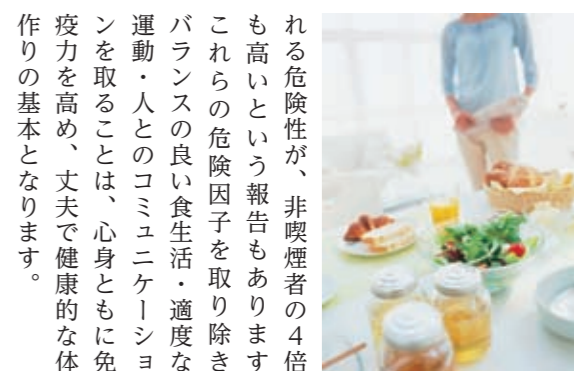 れる危険性が、非喫煙者の４倍
も高いという報告もあります
これらの危険因子を取り除き
バランスの良い食生活・適度な
運動・人とのコミュニケーショ
ンを取ることは、心身ともに免
疫力を高め、丈夫で健康的な体
作りの基本となります。